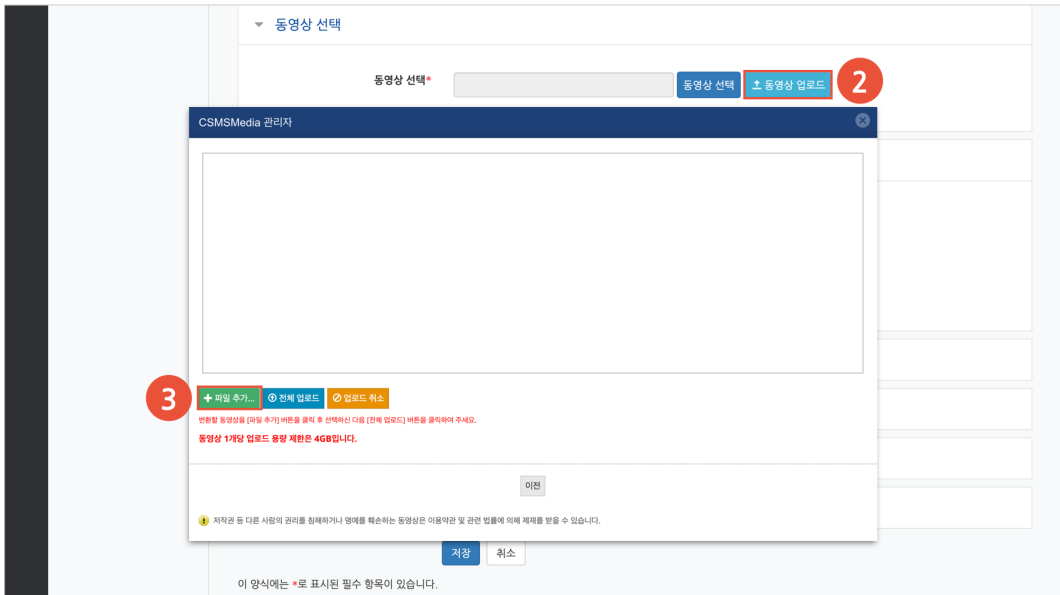 동영상 선택
동영상 선택* 동영상 선택 동영상 업로드 2
CSMSMedia 관리자
3 파일 추가... 전체 업로드 업로드 취소
변환할 동영상을 [파일 추가] 버튼을 클릭 후 선택하신 다음 [전체 업로드] 버튼을 클릭하여 주세요.
동영상 1개당 업로드 용량 제한은 4GB입니다.
이전
저작권 등 다른 사람의 권리를 침해하거나 명예를 훼손하는 동영상은 이용약관 및 관련 법률에 의해 제재를 받을 수 있습니다.
저장 취소
이 양식에는 *로 표시된 필수 항목이 있습니다.